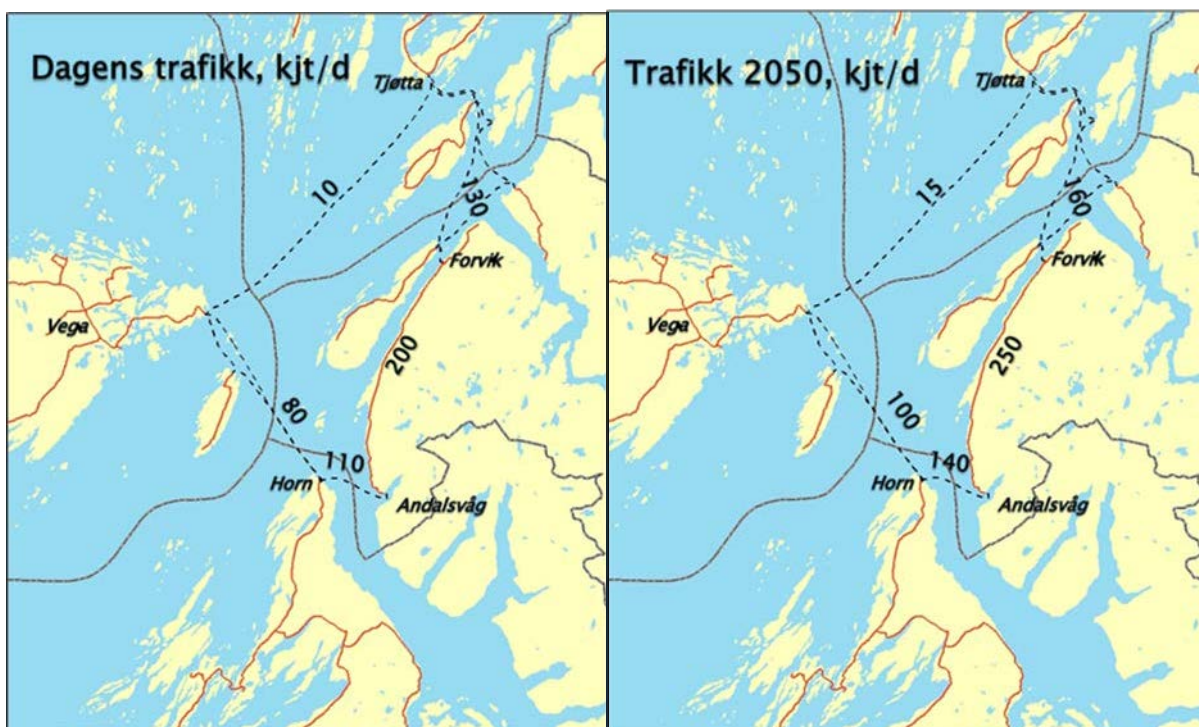 Dagens trafikk, kjt/d
Tjøtta
10
130
Forvik
Vega
200
80
110
Horn
Andalsvåg
Trafikk 2050, kjt/d
Tjøtta
15
160
Forvik
Vega
250
100
140
Horn
Andalsvåg